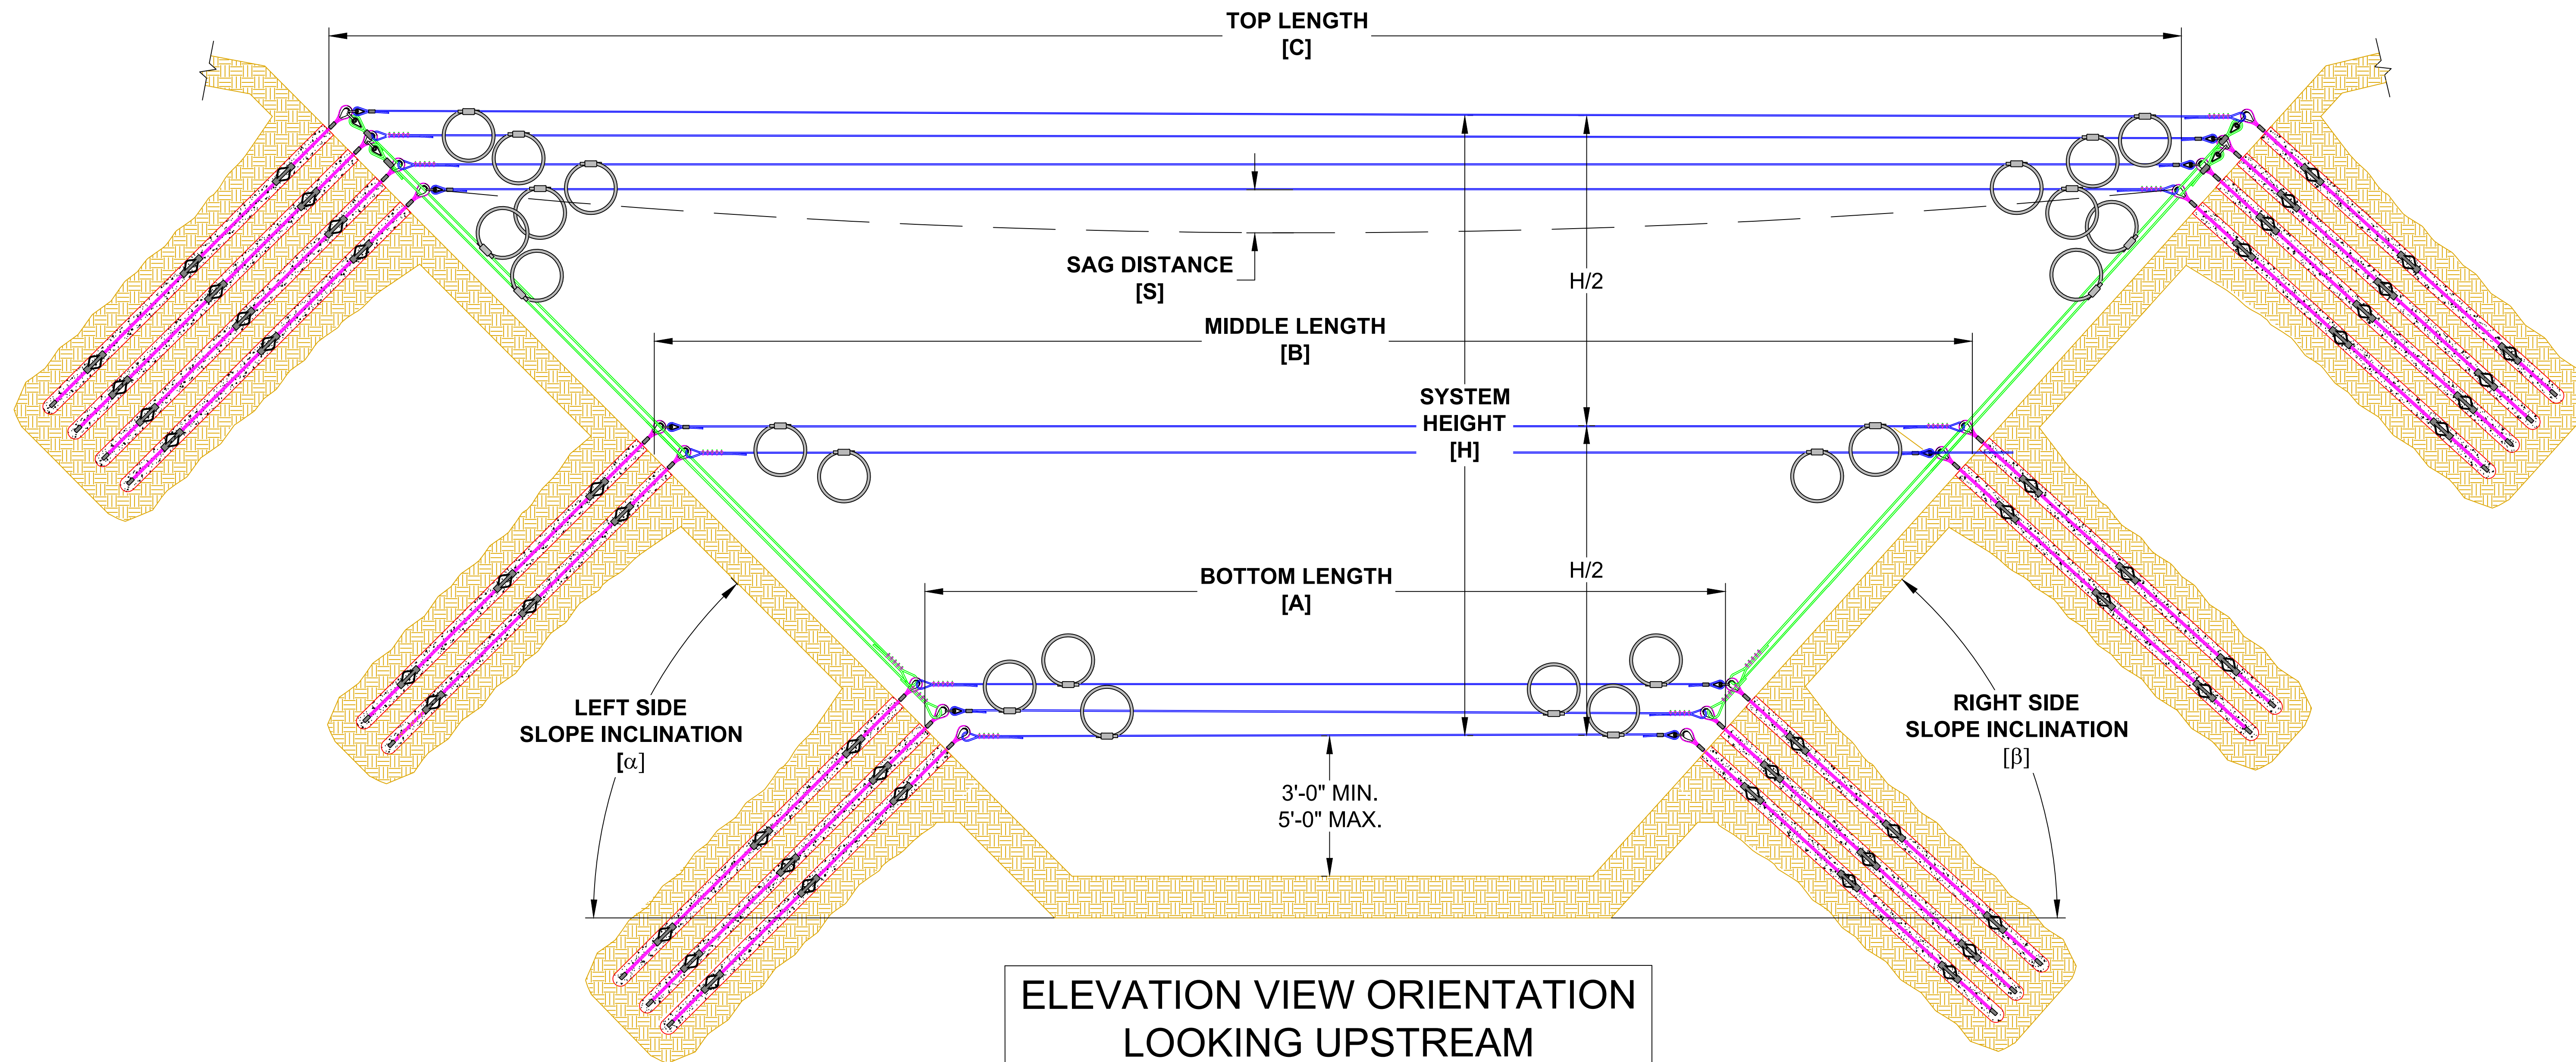 TOP LENGTH
[C]
SAG DISTANCE
[S]
H/2
MIDDLE LENGTH
[B]
SYSTEM
HEIGHT
[H]
BOTTOM LENGTH
[A]
H/2
LEFT SIDE
SLOPE INCLINATION
[α]
RIGHT SIDE
SLOPE INCLINATION
[β]
3'-0" MIN.
5'-0" MAX.
ELEVATION VIEW ORIENTATION
LOOKING UPSTREAM